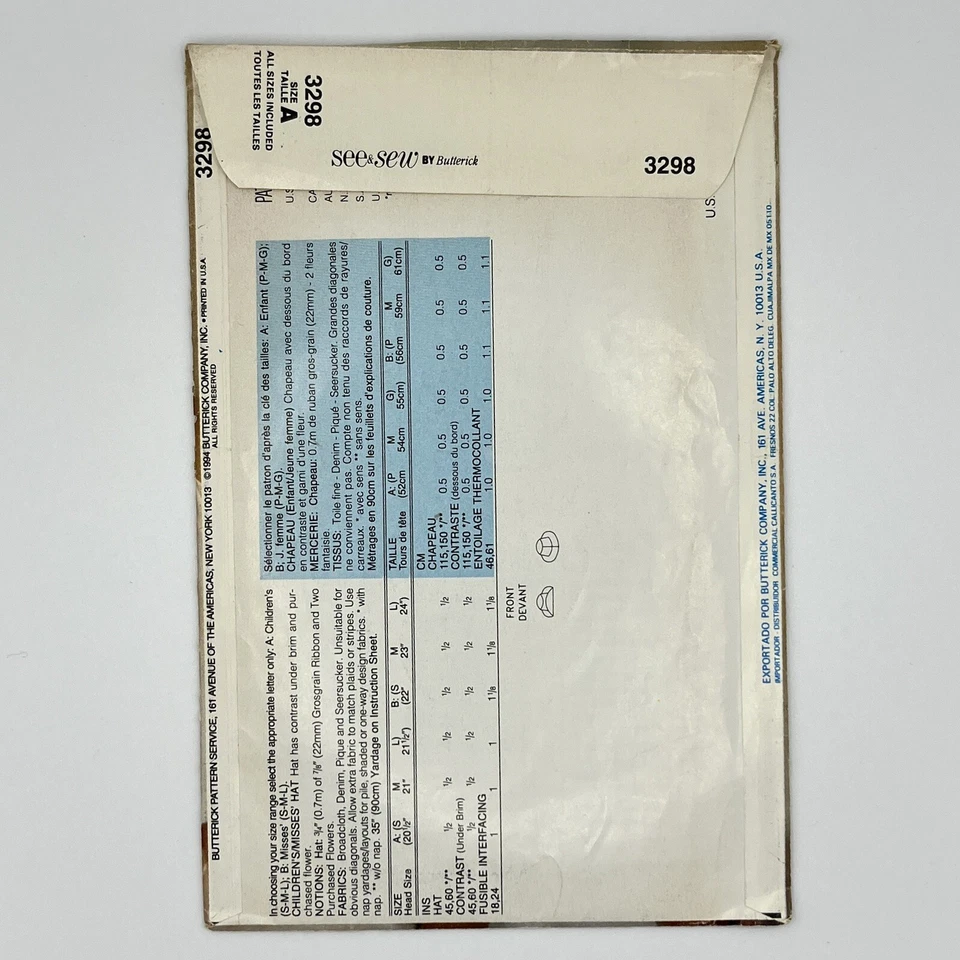 3298
SIZE
TAILLE A
ALL SIZES INCLUDED
TOUTES LES TAILLES
see & sew BY Butterick
3298
3298
BUTTERICK PATTERN SERVICE, 161 AVENUE OF THE AMERICAS, NEW YORK 10013 ©1994 BUTTERICK COMPANY, INC. • PRINTED IN U.S.A
ALL RIGHTS RESERVED
In choosing your size range select the appropriate letter only: A: Children's
(S-M-L); B: Misses' (S-M-L).
CHILDREN'S/MISSES' HAT Hat has contrast under brim and pur-
chased flower.
NOTIONS: Hat: ¾" (0.7m) of ⅞" (22mm) Grosgrain Ribbon and Two
Purchased Flowers.
FABRICS: Broadcloth, Denim, Pique and Seersucker. Unsuitable for
obvious diagonals. Allow extra fabric to match plaids or stripes. Use
nap yardages/layouts for pile, shaded or one-way design fabrics. * with
nap. ** w/o nap. 35" (90cm) Yardage on Instruction Sheet.
SIZE A: (S M L) B: (S M L)
Head Size (20½" 21" 21½") (22" 23" 24")
INS
HAT
45,60 */** ½ ½ ½ ½ ½ ½
CONTRAST (Under Brim)
45,60 */** ½ ½ ½ ½ ½ ½
FUSIBLE INTERFACING
18,24 1 1 1 1⅛ 1⅛ 1⅛
Sélectionner le patron d'après la clé des tailles: A: Enfant (P-M-G);
B: J. femme (P-M-G).
CHAPEAU (Enfant/Jeune femme) Chapeau avec dessous du bord
en contraste et garni d'une fleur.
MERCERIE: Chapeau: 0.7m de ruban gros-grain (22mm) - 2 fleurs
fantaisie.
TISSUS: Toile fine - Denim - Piqué - Seersucker. Grandes diagonales
ne conviennent pas. Compte non tenu des raccords de rayures/
carreaux. * avec sens ** sans sens.
Métrages en 90cm sur les feuillets d'explications de couture.
TAILLE A: (P M G) B: (P M G)
Tours de tête (52cm 54cm 55cm) (56cm 59cm 61cm)
CM
CHAPEAU
115,150 */** 0.5 0.5 0.5 0.5 0.5 0.5
CONTRASTE (dessous du bord)
115,150 */** 0.5 0.5 0.5 0.5 0.5
ENTOILAGE THERMOCOLLANT
46,61 1.0 1.0 1.0 1.1 1.1 1.1
FRONT
DEVANT
EXPORTADO POR BUTTERICK COMPANY, INC., 161 AVE. AMERICAS, N. Y. 10013 U.S.A.
IMPORTADOR - DISTRIBUIDOR COMMERCIAL CALICANTO S.A. FRESNOS 22 COL. PALO ALTO DELEG. CUAJIMALPA MX DE MX 05110